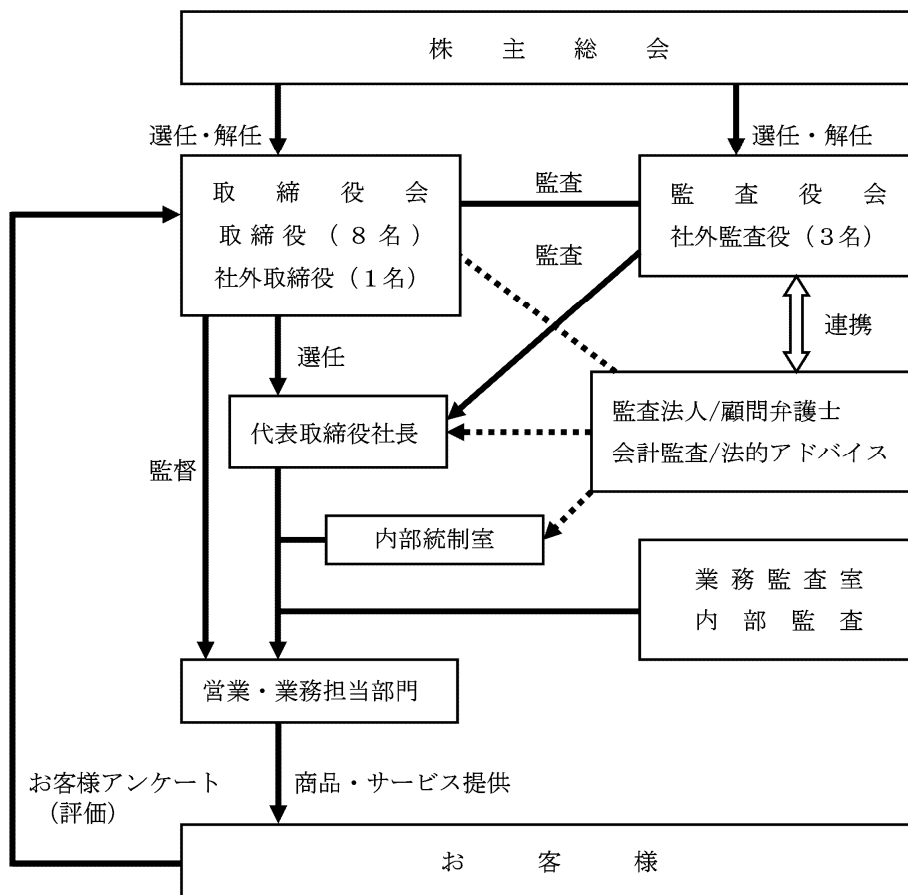 株主総会
選任・解任
選任・解任
取締役会
取締役(8名)
社外取締役(1名)
監査
監査役会
社外監査役(3名)
監査
連携
選任
監査法人/顧問弁護士
会計監査/法的アドバイス
代表取締役社長
監督
内部統制室
業務監査室
内部監査
営業・業務担当部門
お客様アンケート
(評価)
商品・サービス提供
お客様